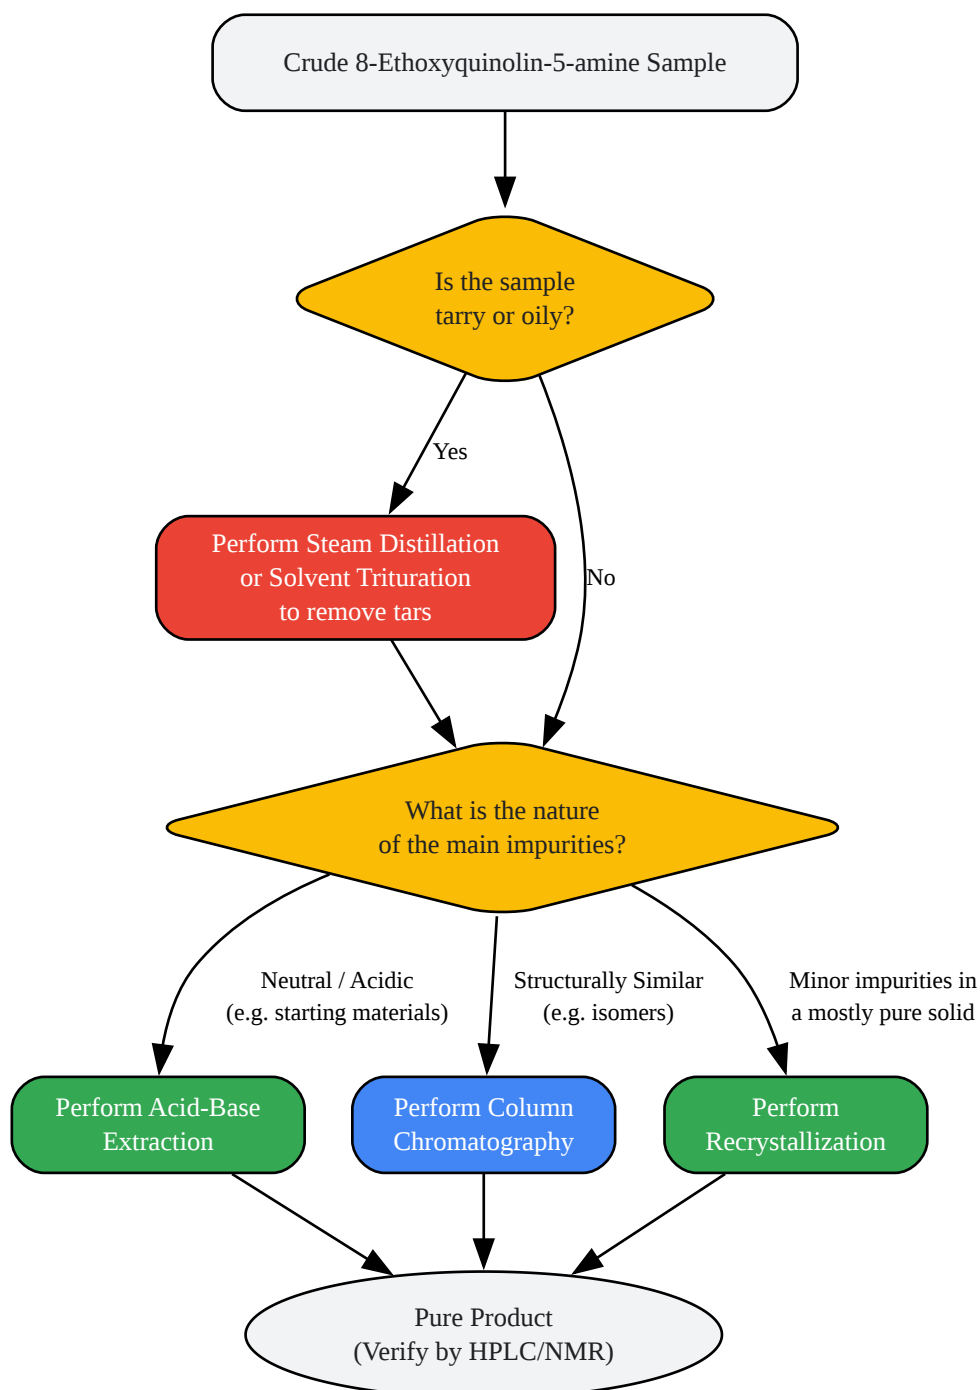 Crude 8-Ethoxyquinolin-5-amine Sample
Is the sample
tarry or oily?
Yes
Perform Steam Distillation
or Solvent Trituration
to remove tars
No
What is the nature
of the main impurities?
Neutral / Acidic
(e.g. starting materials)
Structurally Similar
(e.g. isomers)
Minor impurities in
a mostly pure solid
Perform Acid-Base
Extraction
Perform Column
Chromatography
Perform
Recrystallization
Pure Product
(Verify by HPLC/NMR)